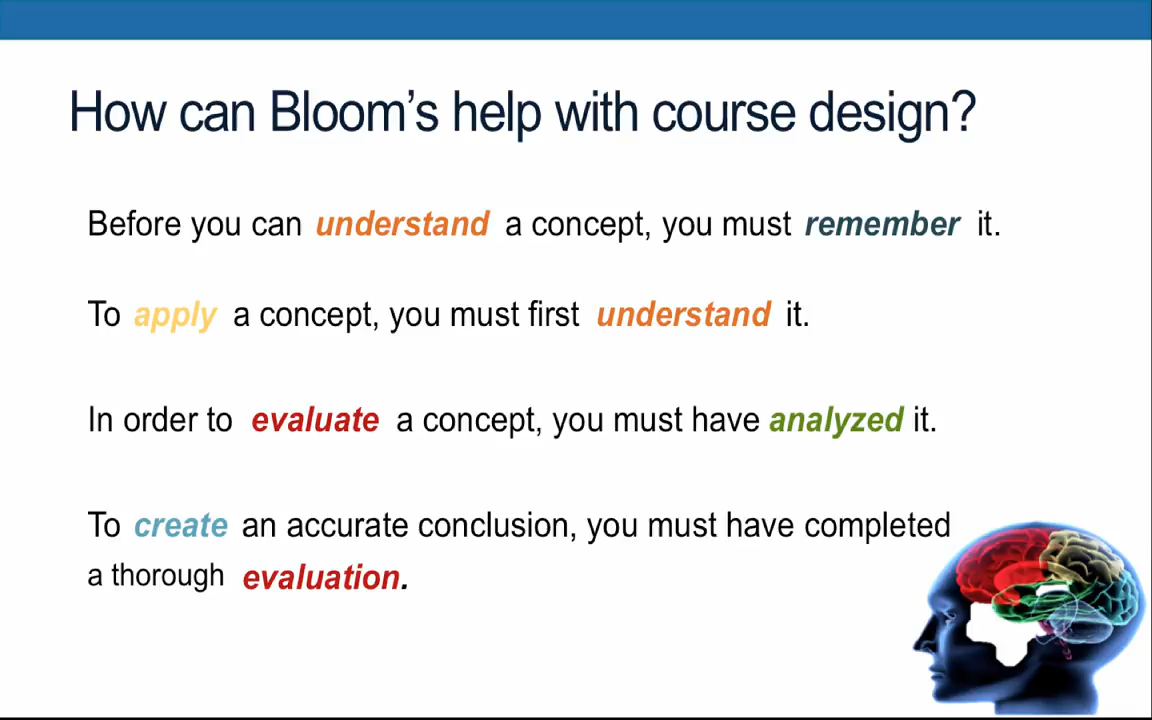 How can Bloom’s help with course design?
Before you can understand a concept, you must remember it.
To apply a concept, you must first understand it.
In order to evaluate a concept, you must have analyzed it.
To create an accurate conclusion, you must have completed
a thorough evaluation.